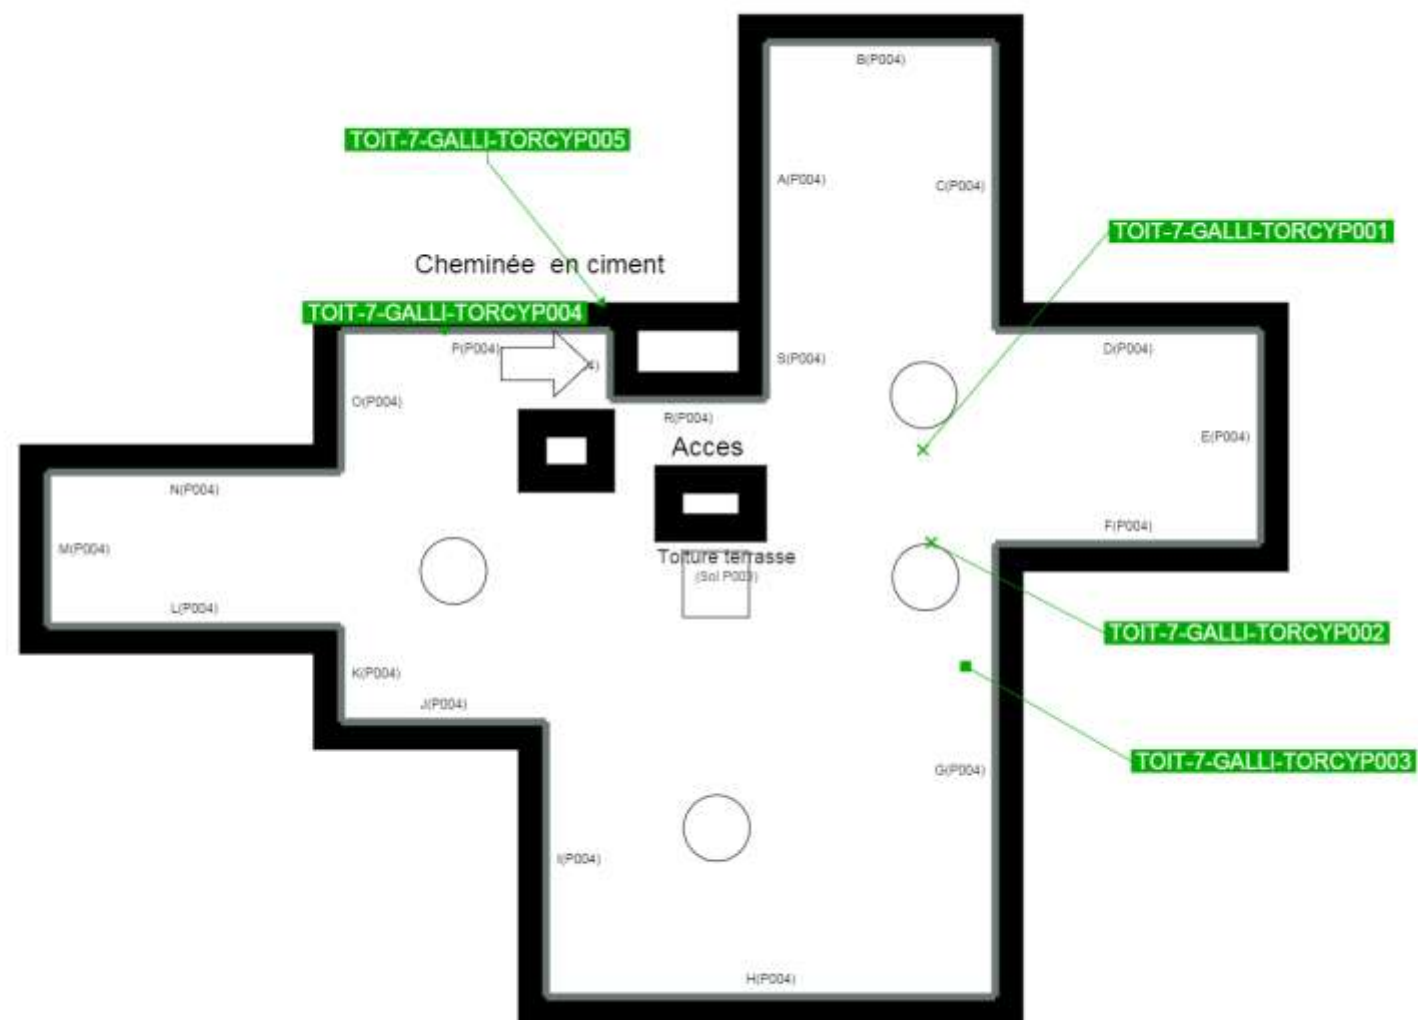 B(P004)
TOIT-7-GALLI-TORCYP005
A(P004)
C(P004)
TOIT-7-GALLI-TORCYP001
Cheminée en ciment
TOIT-7-GALLI-TORCYP004
P(P004)
S(P004)
D(P004)
O(P004)
R(P004)
E(P004)
Acces
N(P004)
F(P004)
M(P004)
Toiture terrasse
(Sol P003)
L(P004)
TOIT-7-GALLI-TORCYP002
K(P004)
J(P004)
TOIT-7-GALLI-TORCYP003
G(P004)
I(P004)
H(P004)